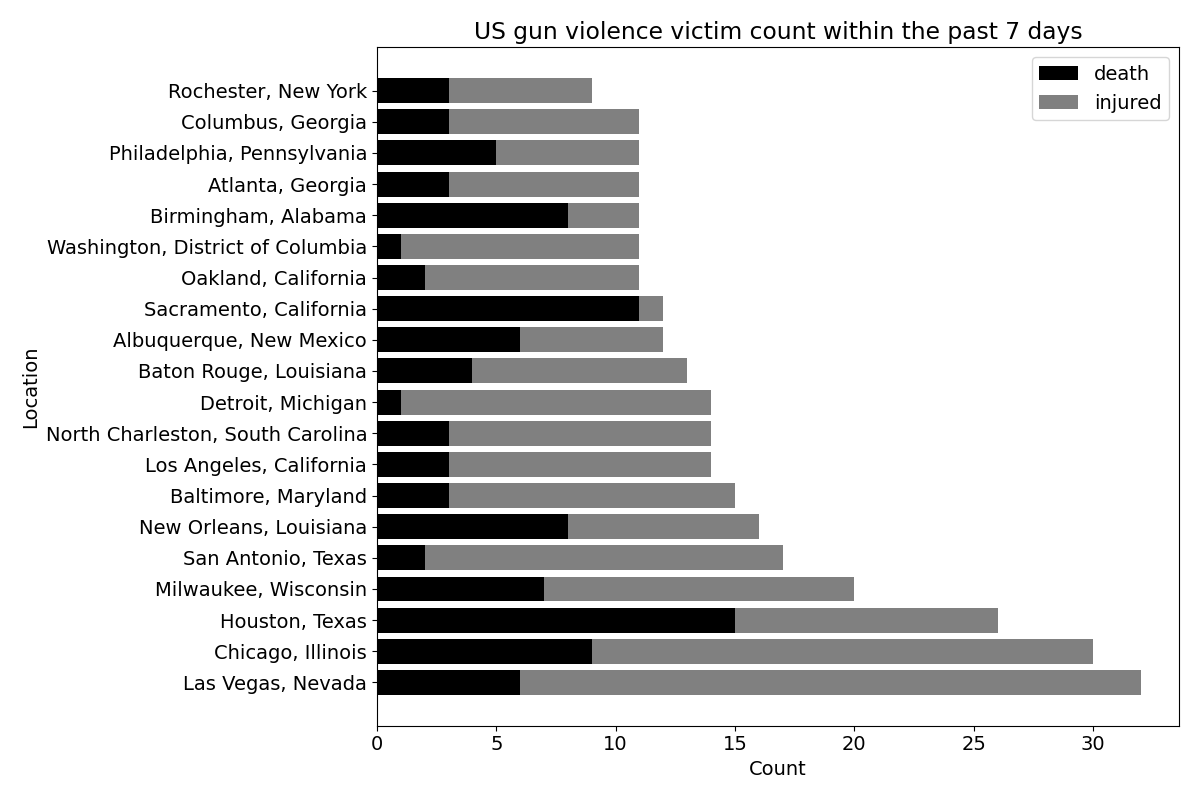 US gun violence victim count within the past 7 days
death
injured
Rochester, New York
Columbus, Georgia
Philadelphia, Pennsylvania
Atlanta, Georgia
Birmingham, Alabama
Washington, District of Columbia
Oakland, California
Sacramento, California
Albuquerque, New Mexico
Baton Rouge, Louisiana
Detroit, Michigan
North Charleston, South Carolina
Los Angeles, California
Baltimore, Maryland
New Orleans, Louisiana
San Antonio, Texas
Milwaukee, Wisconsin
Houston, Texas
Chicago, Illinois
Las Vegas, Nevada
Location
0 5 10 15 20 25 30
Count